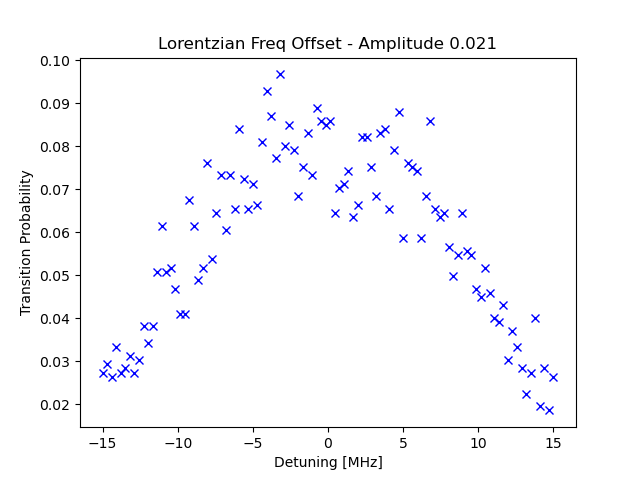 Lorentzian Freq Offset - Amplitude 0.021
Transition Probability
0.10
0.09
0.08
0.07
0.06
0.05
0.04
0.03
0.02
−15 −10 −5 0 5 10 15
Detuning [MHz]